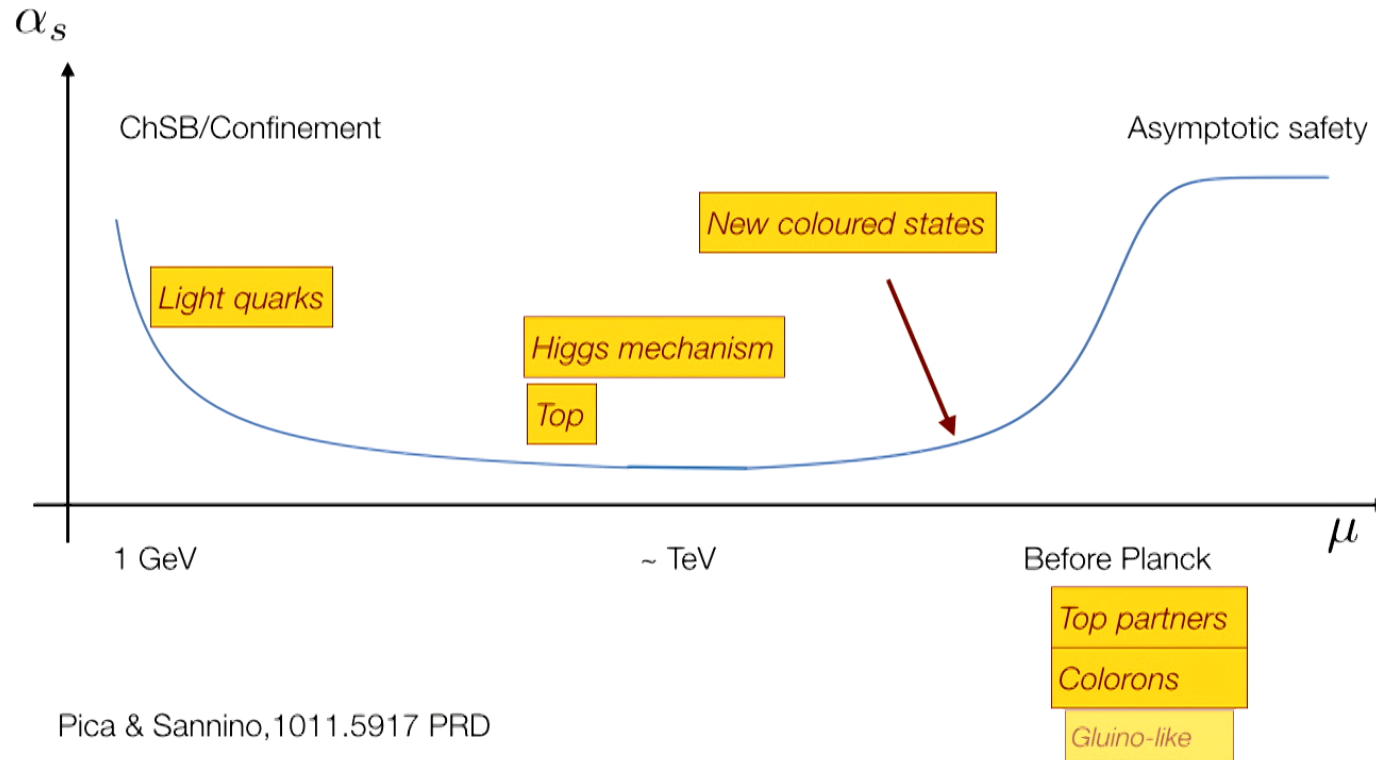 αₛ
ChSB/Confinement
Asymptotic safety
New coloured states
Light quarks
Higgs mechanism
Top
μ
1 GeV
~ TeV
Before Planck
Top partners
Colorons
Gluino-like
Pica & Sannino,1011.5917 PRD